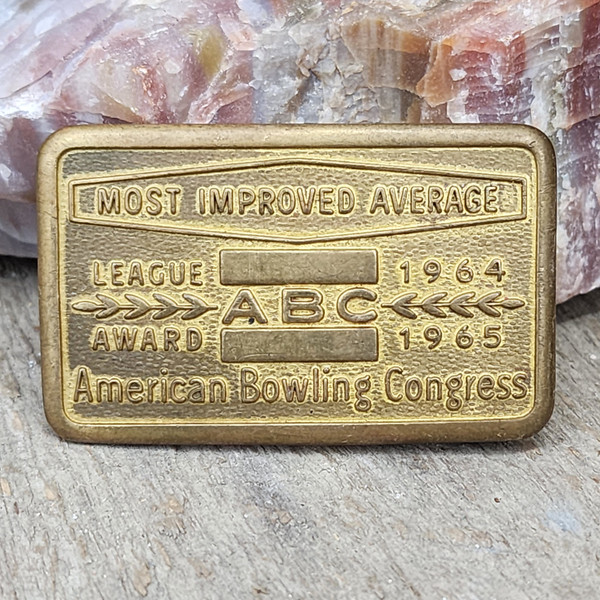 MOST IMPROVED AVERAGE
LEAGUE 1964
ABC
AWARD 1965
American Bowling Congress